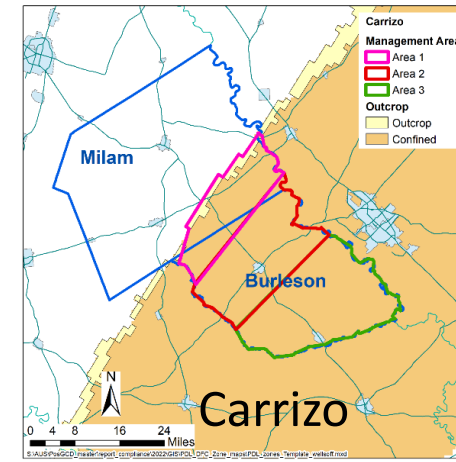 Carrizo
Management Area
Area 1
Area 2
Area 3
Outcrop
Outcrop
Confined
Milam
Burleson
N
Carrizo
0 4 8 16 24
Miles